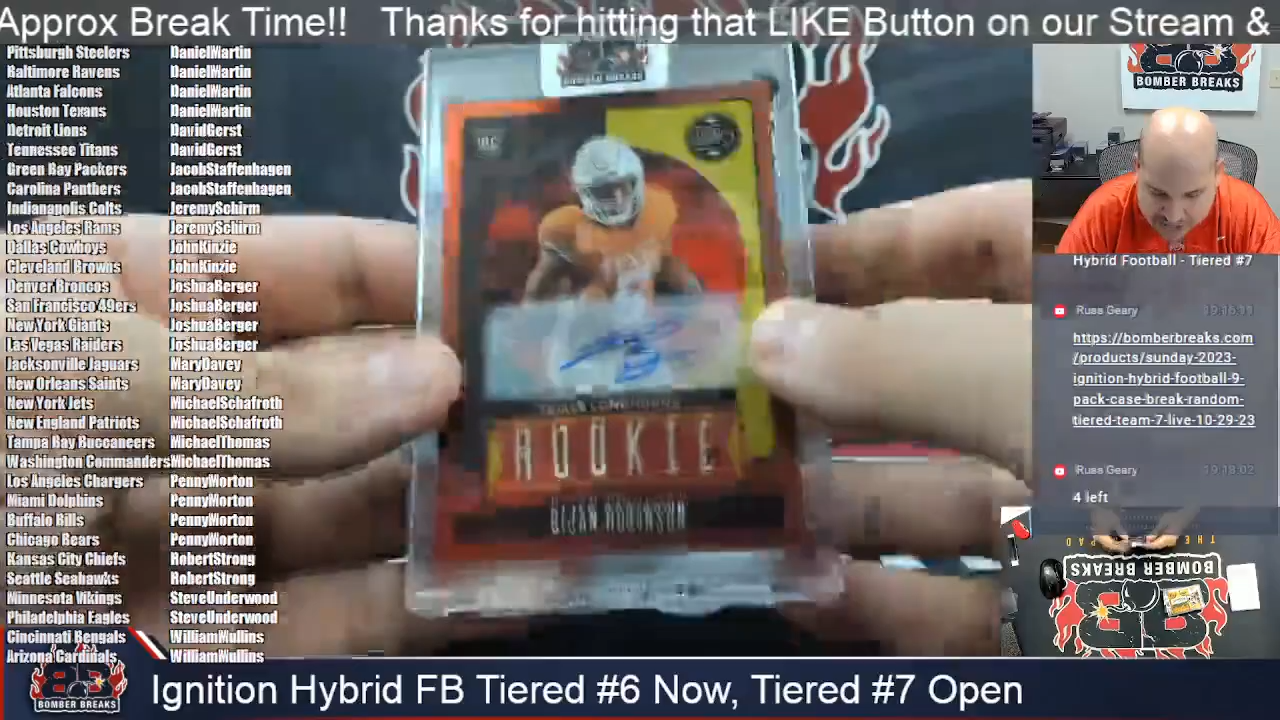 Approx Break Time!! Thanks for hitting that LIKE Button on our Stream &
Pittsburgh Steelers DanielMartin
Baltimore Ravens DanielMartin
Atlanta Falcons DanielMartin
Houston Texans DanielMartin
Detroit Lions DavidGerst
Tennessee Titans DavidGerst
Green Bay Packers JacobStaffenhagen
Carolina Panthers JacobStaffenhagen
Indianapolis Colts JeremySchirm
Los Angeles Rams JeremySchirm
Dallas Cowboys JohnKinzie
Cleveland Browns JohnKinzie
Denver Broncos JoshuaBerger
San Francisco 49ers JoshuaBerger
New York Giants JoshuaBerger
Las Vegas Raiders JoshuaBerger
Jacksonville Jaguars MaryDavey
New Orleans Saints MaryDavey
New York Jets MichaelSchafroth
New England Patriots MichaelSchafroth
Tampa Bay Buccaneers MichaelThomas
Washington Commanders MichaelThomas
Los Angeles Chargers PennyMorton
Miami Dolphins PennyMorton
Buffalo Bills PennyMorton
Chicago Bears PennyMorton
Kansas City Chiefs RobertStrong
Seattle Seahawks RobertStrong
Minnesota Vikings SteveUnderwood
Philadelphia Eagles SteveUnderwood
Cincinnati Bengals WilliamMullins
Arizona Cardinals WilliamMullins
BOMBER BREAKS
TEXAS LONGHORNS
ROOKIE
BIJAN ROBINSON
BOMBER BREAKS
Hybrid Football - Tiered #7
Russ Geary
https://bomberbreaks.com
/products/sunday-2023-
ignition-hybrid-football-9-
pack-case-break-random-
tiered-team-7-live-10-29-23
Russ Geary 19:18:02
4 left
BOMBER BREAKS
BOMBER BREAKS
Ignition Hybrid FB Tiered #6 Now, Tiered #7 Open